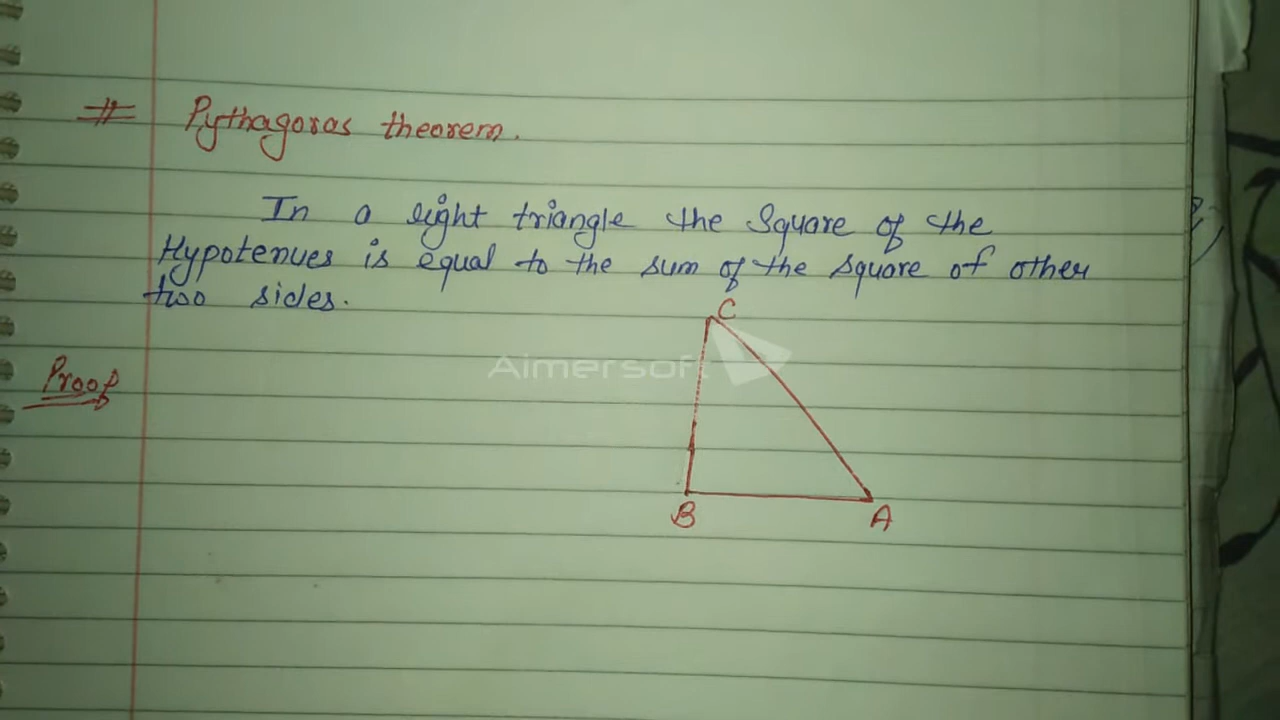 # Pythagoras theorem.
In a right triangle the Square of the
Hypotenues is equal to the sum of the square of other
two sides.
C
Aimersoft
Proof
B A